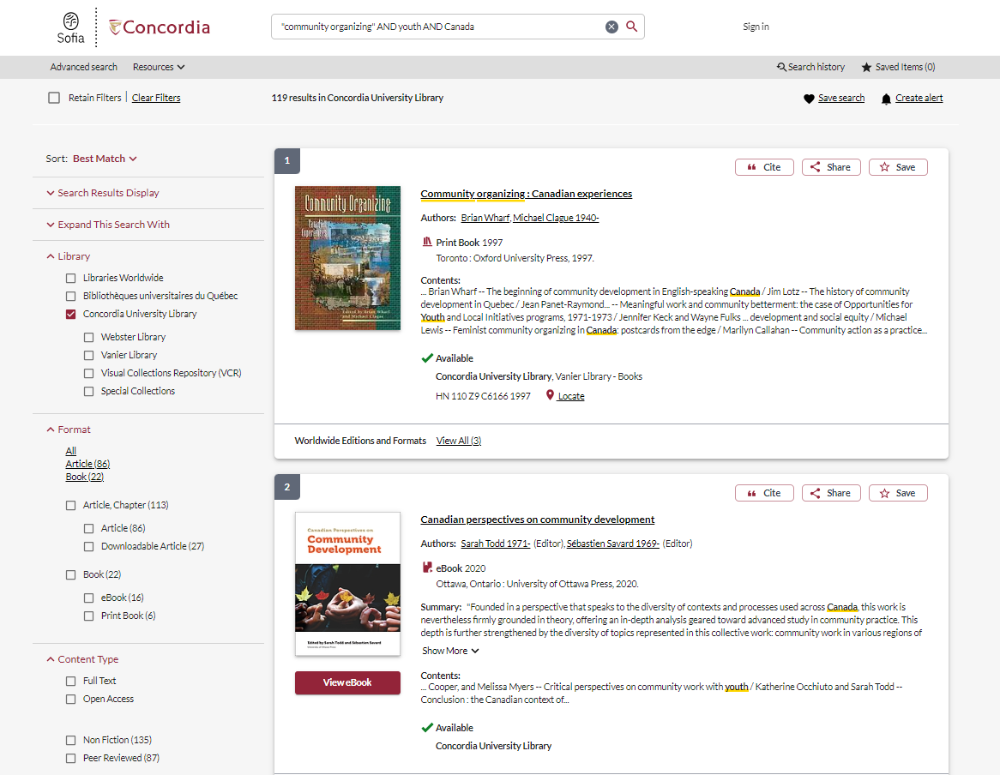 Sofia
Concordia
"community organizing" AND youth AND Canada
Sign in
Advanced search
Resources
Search history
Saved Items (0)
Retain Filters
Clear Filters
119 results in Concordia University Library
Save search
Create alert
Sort: Best Match
Search Results Display
Expand This Search With
Library
Libraries Worldwide
Bibliothèques universitaires du Québec
Concordia University Library
Webster Library
Vanier Library
Visual Collections Repository (VCR)
Special Collections
Format
All
Article (86)
Book (22)
Article, Chapter (113)
Article (86)
Downloadable Article (27)
Book (22)
eBook (16)
Print Book (6)
Content Type
Full Text
Open Access
Non Fiction (135)
Peer Reviewed (87)
1
Cite
Share
Save
Community Organizing
Canadian
Experiences
Edited by Brian Wharf
and Michael Clague
Community organizing : Canadian experiences
Authors: Brian Wharf, Michael Clague 1940-
Print Book 1997
Toronto : Oxford University Press, 1997.
Contents:
... Brian Wharf -- The beginning of community development in English-speaking Canada / Jim Lotz -- The history of community
development in Quebec / Jean Panet-Raymond... -- Meaningful work and community betterment: the case of Opportunities for
Youth and Local Initiatives programs, 1971-1973 / Jennifer Keck and Wayne Fulks ... development and social equity / Michael
Lewis -- Feminist community organizing in Canada: postcards from the edge / Marilyn Callahan -- Community action as a practice...
Available
Concordia University Library, Vanier Library - Books
HN 110 Z9 C6166 1997
Locate
Worldwide Editions and Formats
View All (3)
2
Cite
Share
Save
Canadian Perspectives on
Community
Development
Edited by Sarah Todd and Sébastien Savard
University of Ottawa Press
View eBook
Canadian perspectives on community development
Authors: Sarah Todd 1971- (Editor), Sébastien Savard 1969- (Editor)
eBook 2020
Ottawa, Ontario : University of Ottawa Press, 2020.
Summary: "Founded in a perspective that speaks to the diversity of contexts and processes used across Canada, this work is
nevertheless firmly grounded in theory, offering an in-depth analysis geared toward advanced study in community practice. This
depth is further strengthened by the diversity of topics represented in this collective work: community work in various regions of
Show More
Contents:
... Cooper, and Melissa Myers -- Critical perspectives on community work with youth / Katherine Occhiuto and Sarah Todd --
Conclusion : the Canadian context of...
Available
Concordia University Library